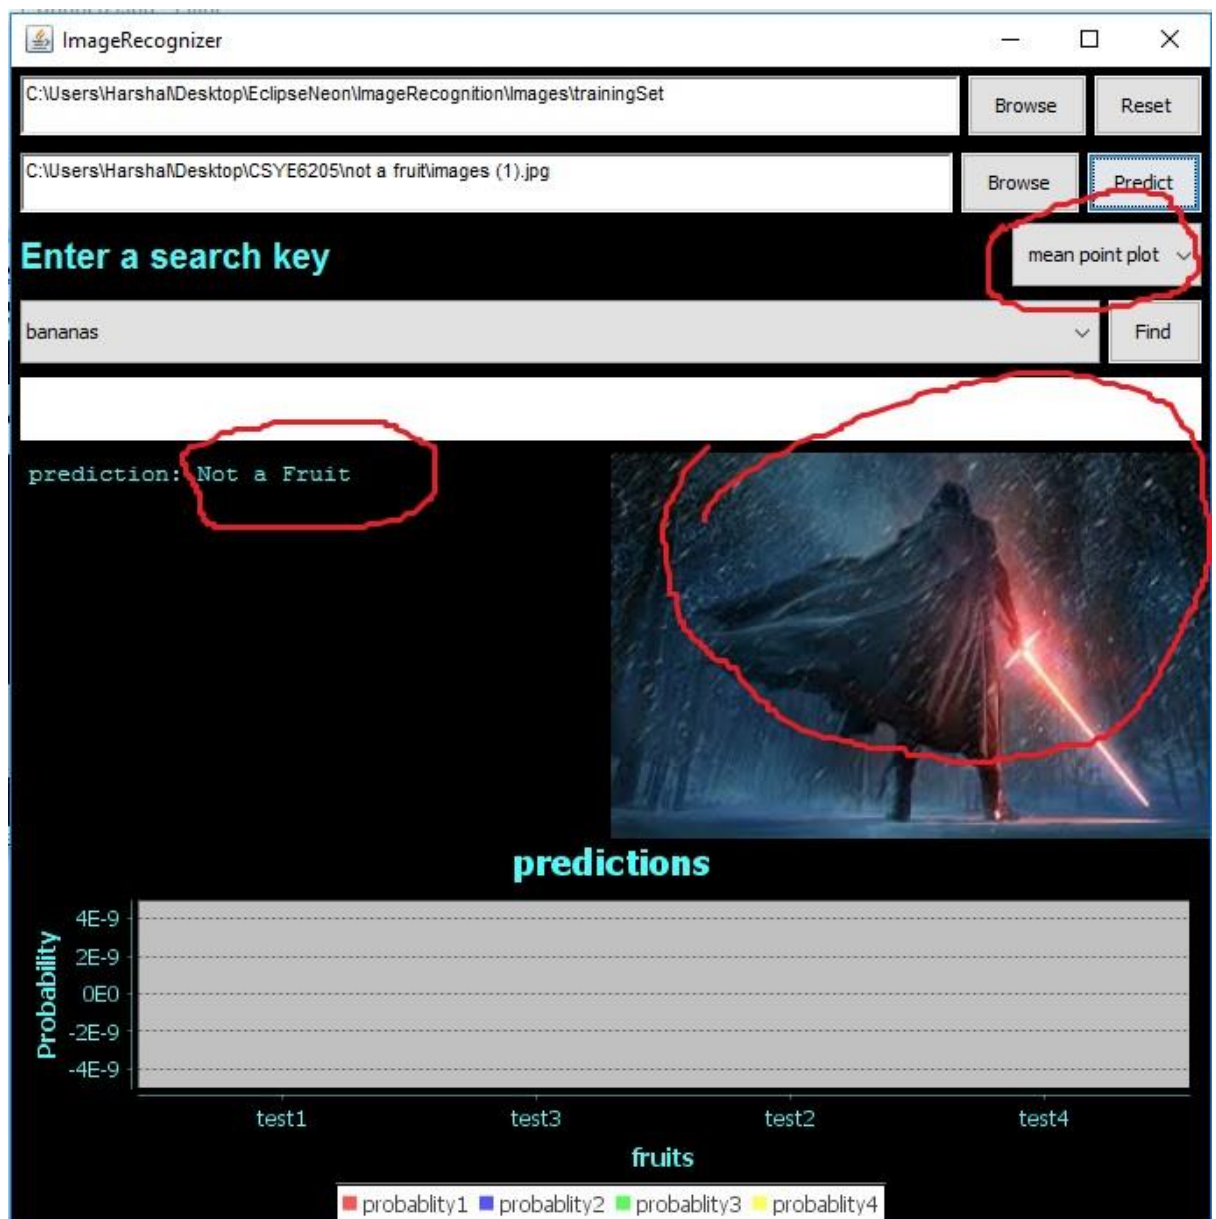 ImageRecognizer
C:\Users\Harshal\Desktop\EclipseNeon\ImageRecognition\Images\trainingSet
Browse
Reset
C:\Users\Harshal\Desktop\CSYE6205\not a fruit\images (1).jpg
Browse
Predict
Enter a search key
mean point plot
bananas
Find
prediction: Not a Fruit
predictions
Probability
4E-9
2E-9
0E0
-2E-9
-4E-9
test1 test3 test2 test4
fruits
probablity1 probablity2 probablity3 probablity4